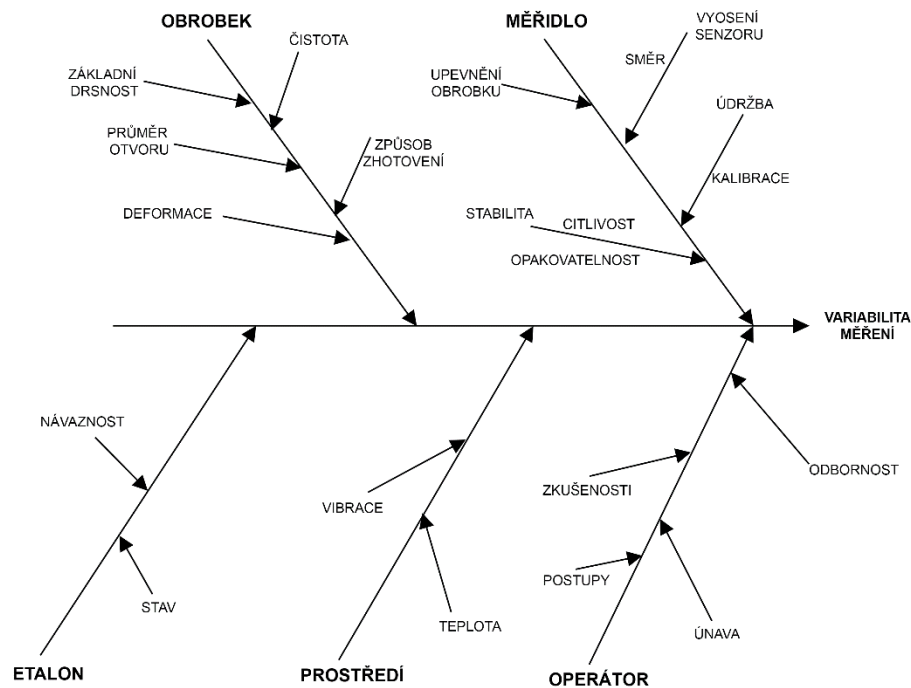 OBROBEK
ČISTOTA
ZÁKLADNÍ
DRSNOST
PRŮMĚR
OTVORU
ZPŮSOB
ZHOTOVENÍ
DEFORMACE
MĚŘIDLO
VYOSENÍ
SENZORU
SMĚR
UPEVNĚNÍ
OBROBKU
ÚDRŽBA
KALIBRACE
STABILITA
CITLIVOST
OPAKOVATELNOST
VARIABILITA
MĚŘENÍ
NÁVAZNOST
STAV
ETALON
VIBRACE
TEPLOTA
PROSTŘEDÍ
ODBORNOST
ZKUŠENOSTI
POSTUPY
ÚNAVA
OPERÁTOR